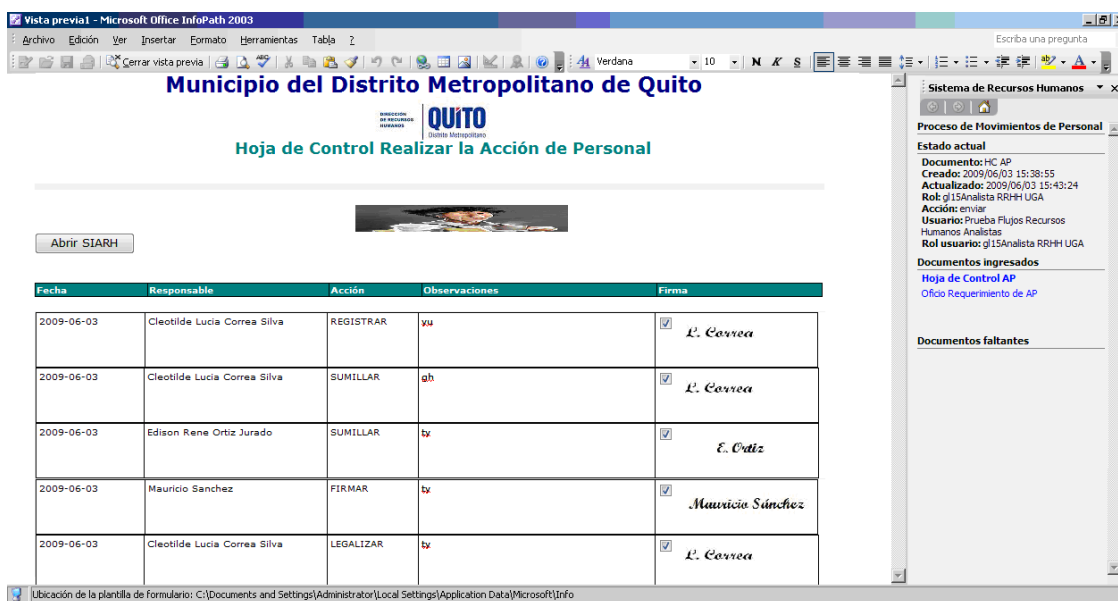 Vista previa1 - Microsoft Office InfoPath 2003
Archivo Edición Ver Insertar Formato Herramientas Tabla ?
Escriba una pregunta
Cerrar vista previa
Verdana
10
N K S
Municipio del Distrito Metropolitano de Quito
DIRECCIÓN DE RECURSOS HUMANOS
QUITO
Distrito Metropolitano
Hoja de Control Realizar la Acción de Personal
Abrir SIARH
Fecha Responsable Acción Observaciones Firma
2009-06-03 Cleotilde Lucia Correa Silva REGISTRAR yu L. Correa
2009-06-03 Cleotilde Lucia Correa Silva SUMILLAR gh L. Correa
2009-06-03 Edison Rene Ortiz Jurado SUMILLAR ty E. Ortiz
2009-06-03 Mauricio Sanchez FIRMAR ty Mauricio Sánchez
2009-06-03 Cleotilde Lucia Correa Silva LEGALIZAR ty L. Correa
Sistema de Recursos Humanos
Proceso de Movimientos de Personal
Estado actual
Documento: HC AP
Creado: 2009/06/03 15:38:55
Actualizado: 2009/06/03 15:43:24
Rol: gl15Analista RRHH UGA
Acción: enviar
Usuario: Prueba Flujos Recursos
Humanos Analistas
Rol usuario: gl15Analista RRHH UGA
Documentos ingresados
Hoja de Control AP
Oficio Requerimiento de AP
Documentos faltantes
Ubicación de la plantilla de formulario: C:\Documents and Settings\Administrator\Local Settings\Application Data\Microsoft\Info